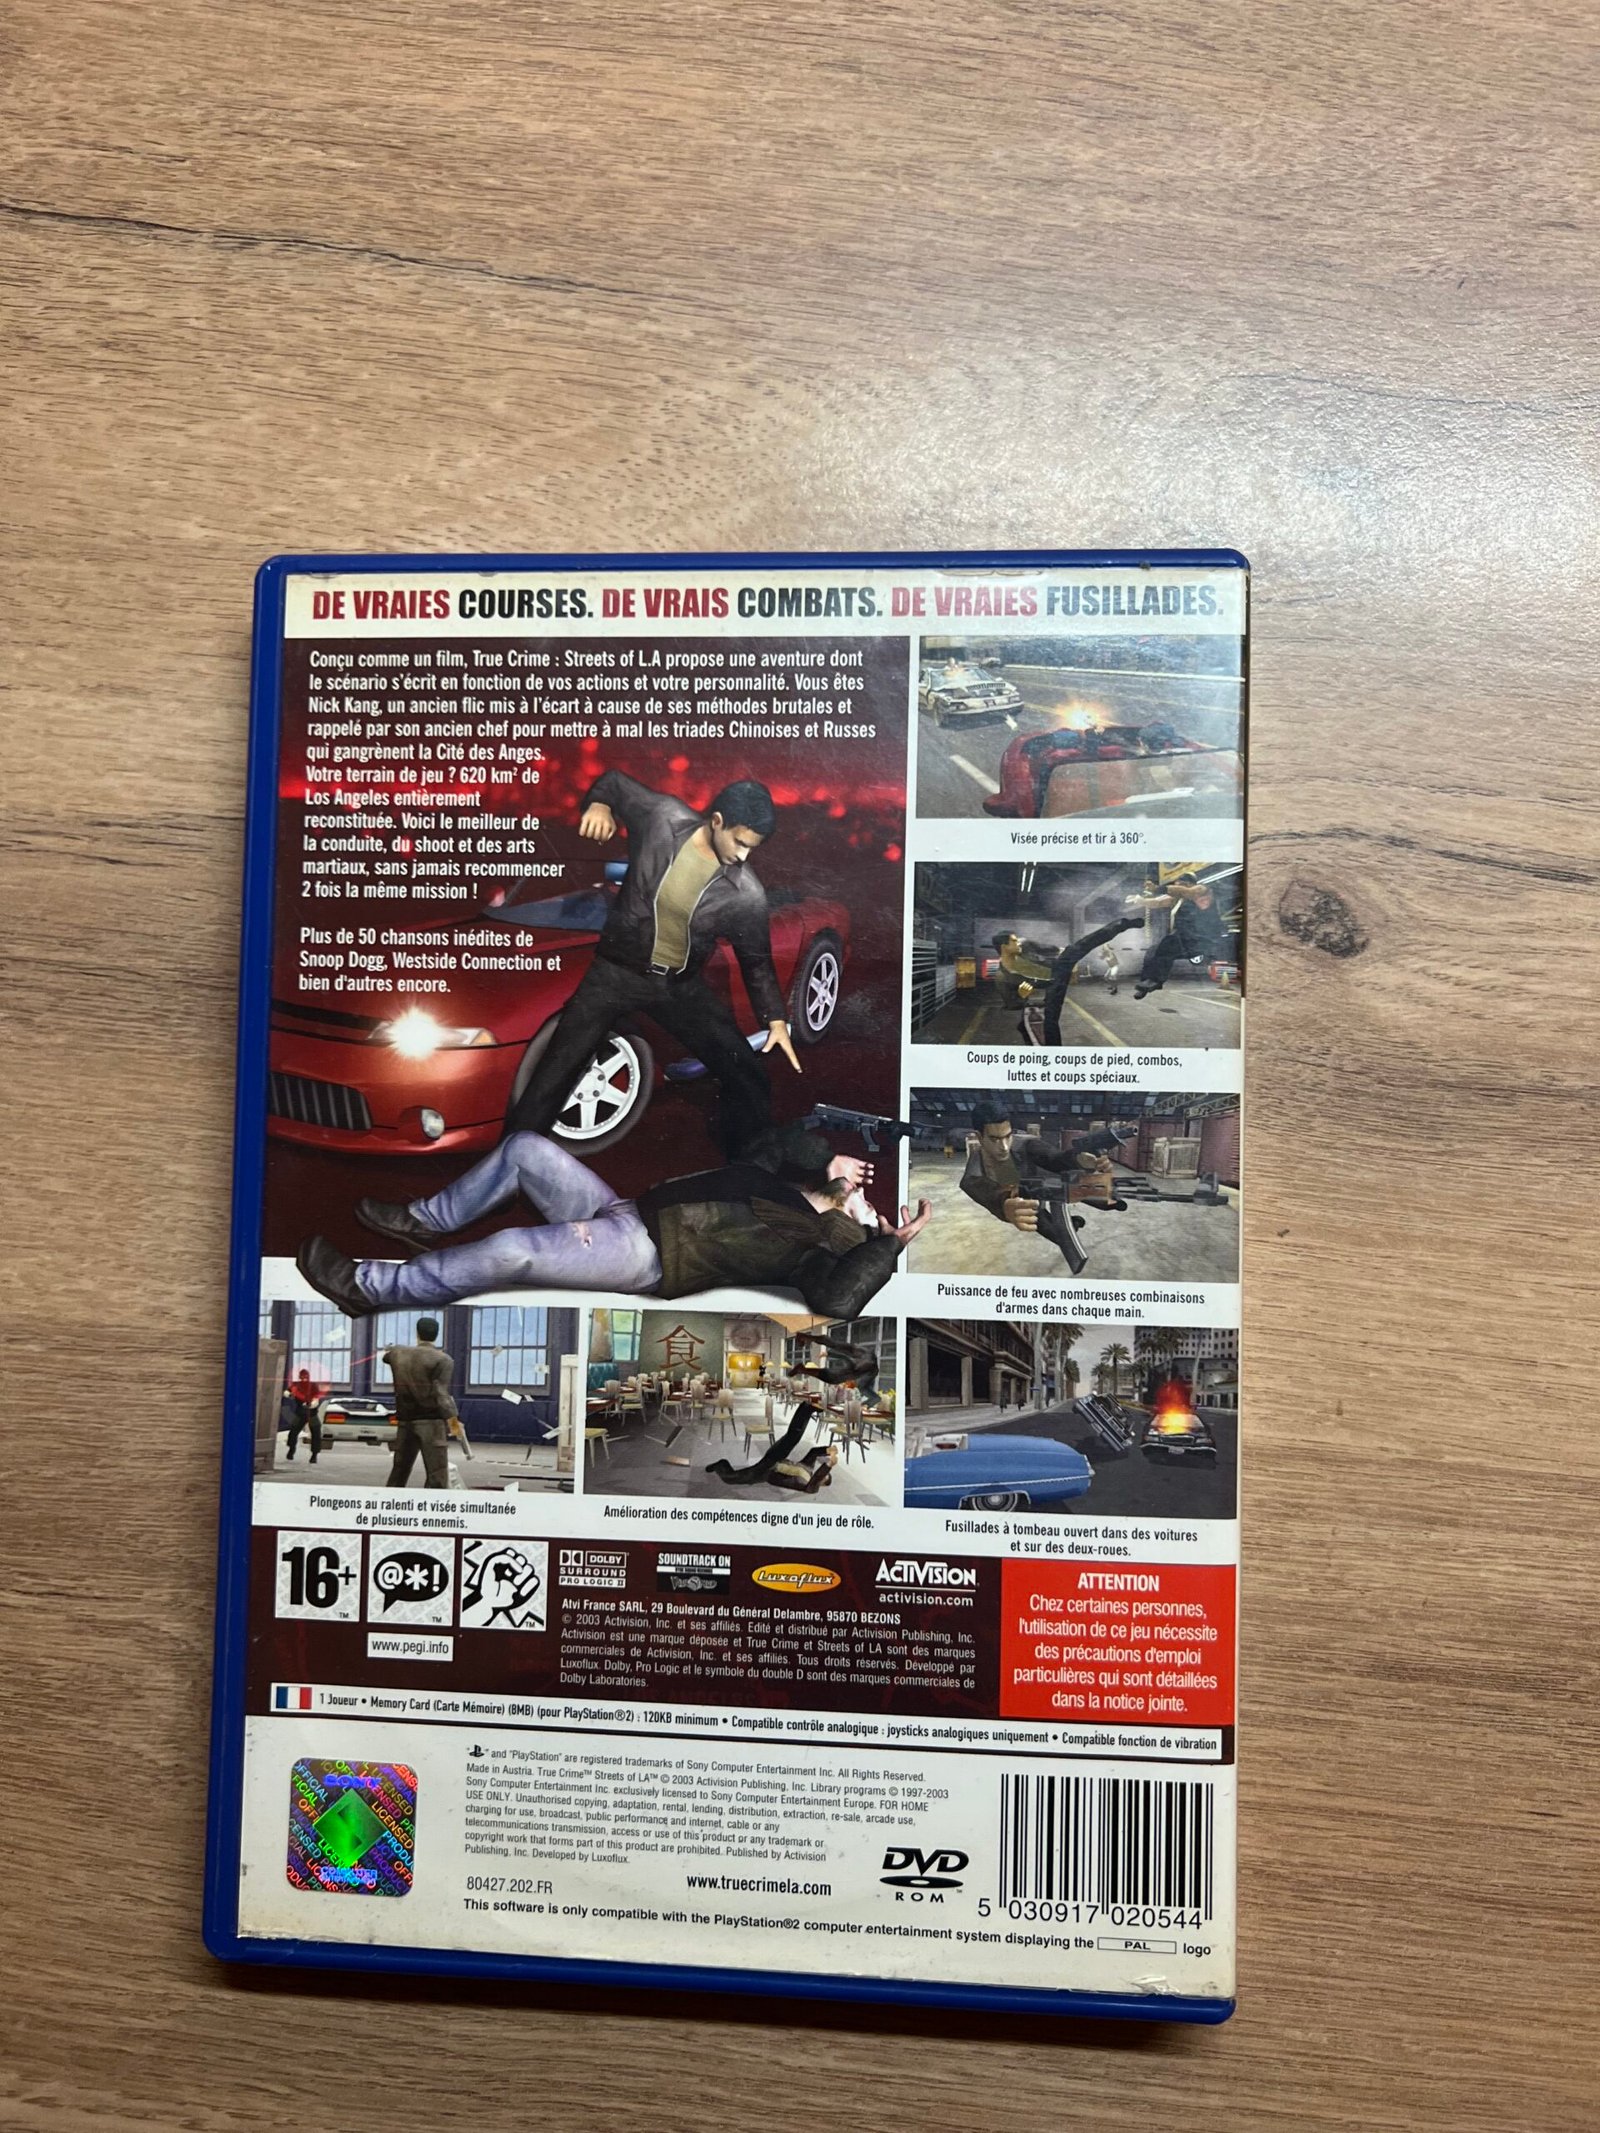 DE VRAIES COURSES. DE VRAIS COMBATS. DE VRAIES FUSILLADES.
Conçu comme un film, True Crime : Streets of L.A propose une aventure dont
le scénario s'écrit en fonction de vos actions et votre personnalité. Vous êtes
Nick Kang, un ancien flic mis à l'écart à cause de ses méthodes brutales et
rappelé par son ancien chef pour mettre à mal les triades Chinoises et Russes
qui gangrènent la Cité des Anges.
Votre terrain de jeu ? 620 km² de
Los Angeles entièrement
reconstituée. Voici le meilleur de
la conduite, du shoot et des arts
martiaux, sans jamais recommencer
2 fois la même mission !
Plus de 50 chansons inédites de
Snoop Dogg, Westside Connection et
bien d'autres encore.
Visée précise et tir à 360°.
Coups de poing, coups de pied, combos,
luttes et coups spéciaux.
Puissance de feu avec nombreuses combinaisons
d'armes dans chaque main.
食
Plongeons au ralenti et visée simultanée
de plusieurs ennemis.
Amélioration des compétences digne d'un jeu de rôle.
Fusillades à tombeau ouvert dans des voitures
et sur des deux-roues.
16+
TM
@*!
TM
TM
www.pegi.info
DOLBY
SURROUND
PRO LOGIC II
SOUNDTRACK ON
Luxoflux
ACTIVISION.
activision.com
Atvi France SARL, 29 Boulevard du Général Delambre, 95870 BEZONS
© 2003 Activision, Inc. et ses affiliés. Edité et distribué par Activision Publishing, Inc.
Activision est une marque déposée et True Crime et Streets of LA sont des marques
commerciales de Activision, Inc. et ses affiliés. Tous droits réservés. Développé par
Luxoflux. Dolby, Pro Logic et le symbole du double D sont des marques commerciales de
Dolby Laboratories.
ATTENTION
Chez certaines personnes,
l'utilisation de ce jeu nécessite
des précautions d'emploi
particulières qui sont détaillées
dans la notice jointe.
1 Joueur • Memory Card (Carte Mémoire) (8MB) (pour PlayStation®2) : 120KB minimum • Compatible contrôle analogique : joysticks analogiques uniquement • Compatible fonction de vibration
" " and "PlayStation" are registered trademarks of Sony Computer Entertainment Inc. All Rights Reserved.
Made in Austria. True Crime™ Streets of LA™ © 2003 Activision Publishing, Inc. Library programs © 1997-2003
Sony Computer Entertainment Inc. exclusively licensed to Sony Computer Entertainment Europe. FOR HOME
USE ONLY. Unauthorised copying, adaptation, rental, lending, distribution, extraction, re-sale, arcade use,
charging for use, broadcast, public performance and internet, cable or any
telecommunications transmission, access or use of this product or any trademark or
copyright work that forms part of this product are prohibited. Published by Activision
Publishing, Inc. Developed by Luxoflux.
80427.202.FR
www.truecrimela.com
DVD
ROM
5 030917 020544
This software is only compatible with the PlayStation®2 computer entertainment system displaying the PAL logo
SONY
OFFICIAL
LICENSED
PRODUCT
COMPUTER